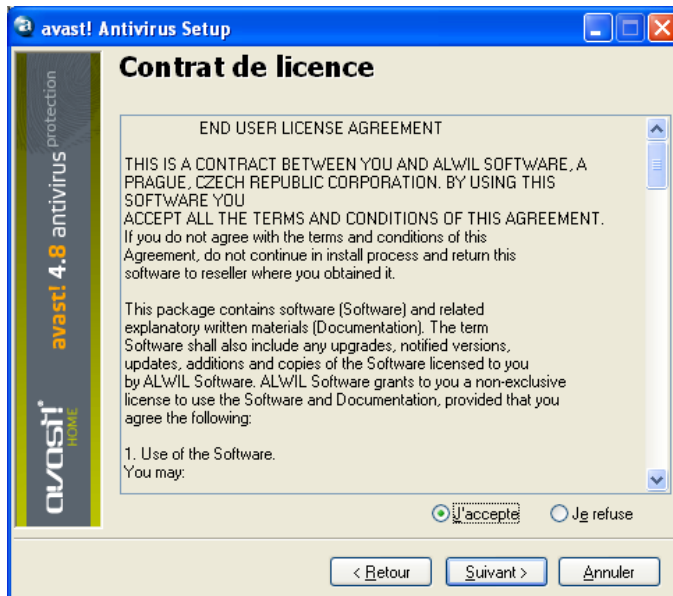 avast! Antivirus Setup
Contrat de licence
avast! 4.8 antivirus protection
avast!
HOME
END USER LICENSE AGREEMENT
THIS IS A CONTRACT BETWEEN YOU AND ALWIL SOFTWARE, A
PRAGUE, CZECH REPUBLIC CORPORATION. BY USING THIS
SOFTWARE YOU
ACCEPT ALL THE TERMS AND CONDITIONS OF THIS AGREEMENT.
If you do not agree with the terms and conditions of this
Agreement, do not continue in install process and return this
software to reseller where you obtained it.
This package contains software (Software) and related
explanatory written materials (Documentation). The term
Software shall also include any upgrades, notified versions,
updates, additions and copies of the Software licensed to you
by ALWIL Software. ALWIL Software grants to you a non-exclusive
license to use the Software and Documentation, provided that you
agree the following:
1. Use of the Software.
You may:
J'accepte
Je refuse
< Retour
Suivant >
Annuler